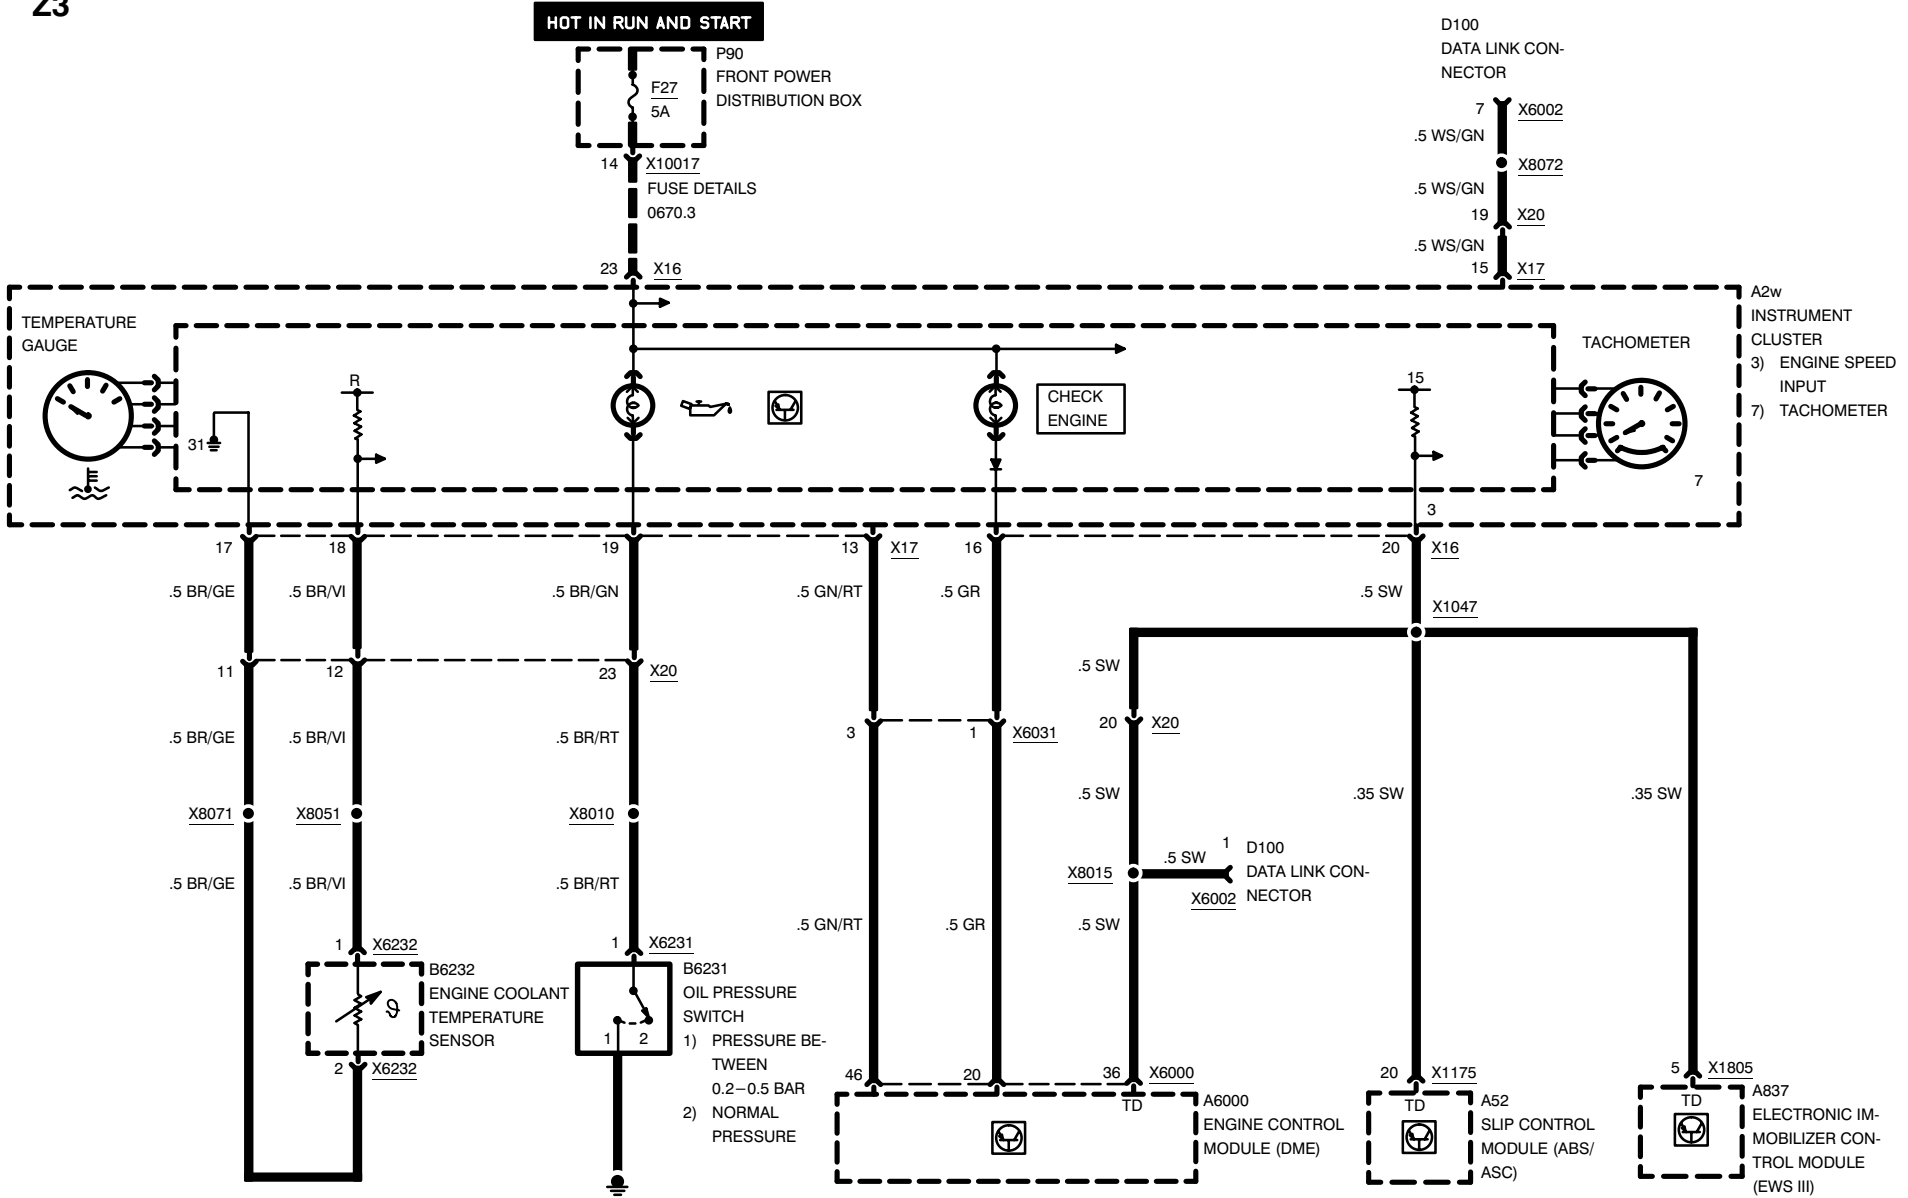 Z3
HOT IN RUN AND START
P90
FRONT POWER
DISTRIBUTION BOX
F27
5A
14 X10017
FUSE DETAILS
0670.3
23 X16
D100
DATA LINK CON-
NECTOR
7 X6002
.5 WS/GN
X8072
.5 WS/GN
19 X20
.5 WS/GN
15 X17
A2w
INSTRUMENT
CLUSTER
3) ENGINE SPEED
INPUT
7) TACHOMETER
TEMPERATURE
GAUGE
31
R
CHECK
ENGINE
15
TACHOMETER
7
3
17 18 19 13 X17 16 20 X16
.5 BR/GE .5 BR/VI .5 BR/GN .5 GN/RT .5 GR .5 SW
X1047
11 12 23 X20
.5 SW
3 1 X6031 20 X20
.5 BR/GE .5 BR/VI .5 BR/RT
.5 SW .35 SW .35 SW
X8071 X8051 X8010
X8015 .5 SW 1 D100
DATA LINK CON-
NECTOR
X6002
.5 BR/GE .5 BR/VI .5 BR/RT
.5 GN/RT .5 GR .5 SW
1 X6232
B6232
ENGINE COOLANT
TEMPERATURE
SENSOR
ϑ
2 X6232
1 X6231
B6231
OIL PRESSURE
SWITCH
1) PRESSURE BE-
TWEEN
0.2–0.5 BAR
2) NORMAL
PRESSURE
1 2
46 20 36 X6000
TD
A6000
ENGINE CONTROL
MODULE (DME)
20 X1175
TD
A52
SLIP CONTROL
MODULE (ABS/
ASC)
5 X1805
TD
A837
ELECTRONIC IM-
MOBILIZER CON-
TROL MODULE
(EWS III)